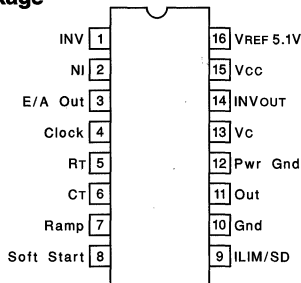 kage
INV 1 16 VREF 5.1V
NI 2 15 VCC
E/A Out 3 14 INVOUT
Clock 4 13 VC
RT 5 12 Pwr Gnd
CT 6 11 Out
Ramp 7 10 Gnd
Soft Start 8 9 ILIM/SD